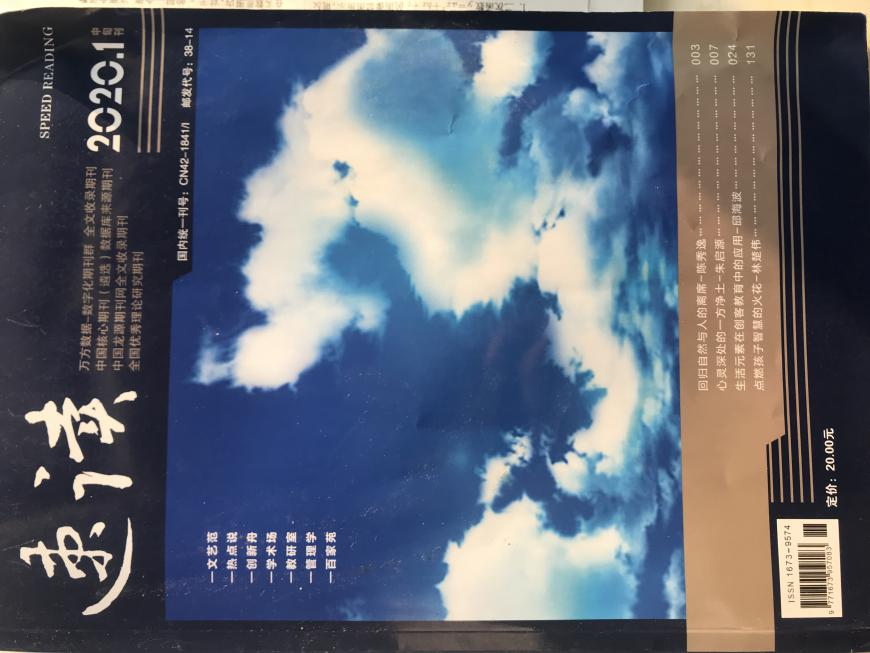 速读
SPEED READING
2020.1
中旬刊
万方数据-数字化期刊群 全文收录期刊
中国核心期刊（遴选）数据库来源期刊
中国龙源期刊网全文收录期刊
全国优秀理论研究期刊
国内统一刊号：CN42-1841/I 邮发代号：38-14
—文艺范
—热点说
—创新舟
—学术场
—教研室
—管理学
—百家苑
回归自然与人的离席-陈秀逸……………………………… 003
心灵深处的一方净土-朱启源……………………………… 007
生活元素在创客教育中的应用-邱海波…………………… 024
点燃孩子智慧的火花-林楚伟……………………………… 131
定价：20.00元
ISSN 1673-9574
9 771673 957083